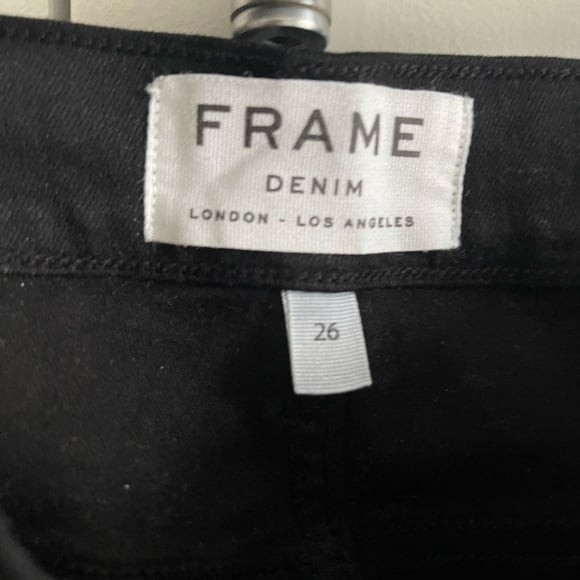 FRAME
DENIM
LONDON - LOS ANGELES
26